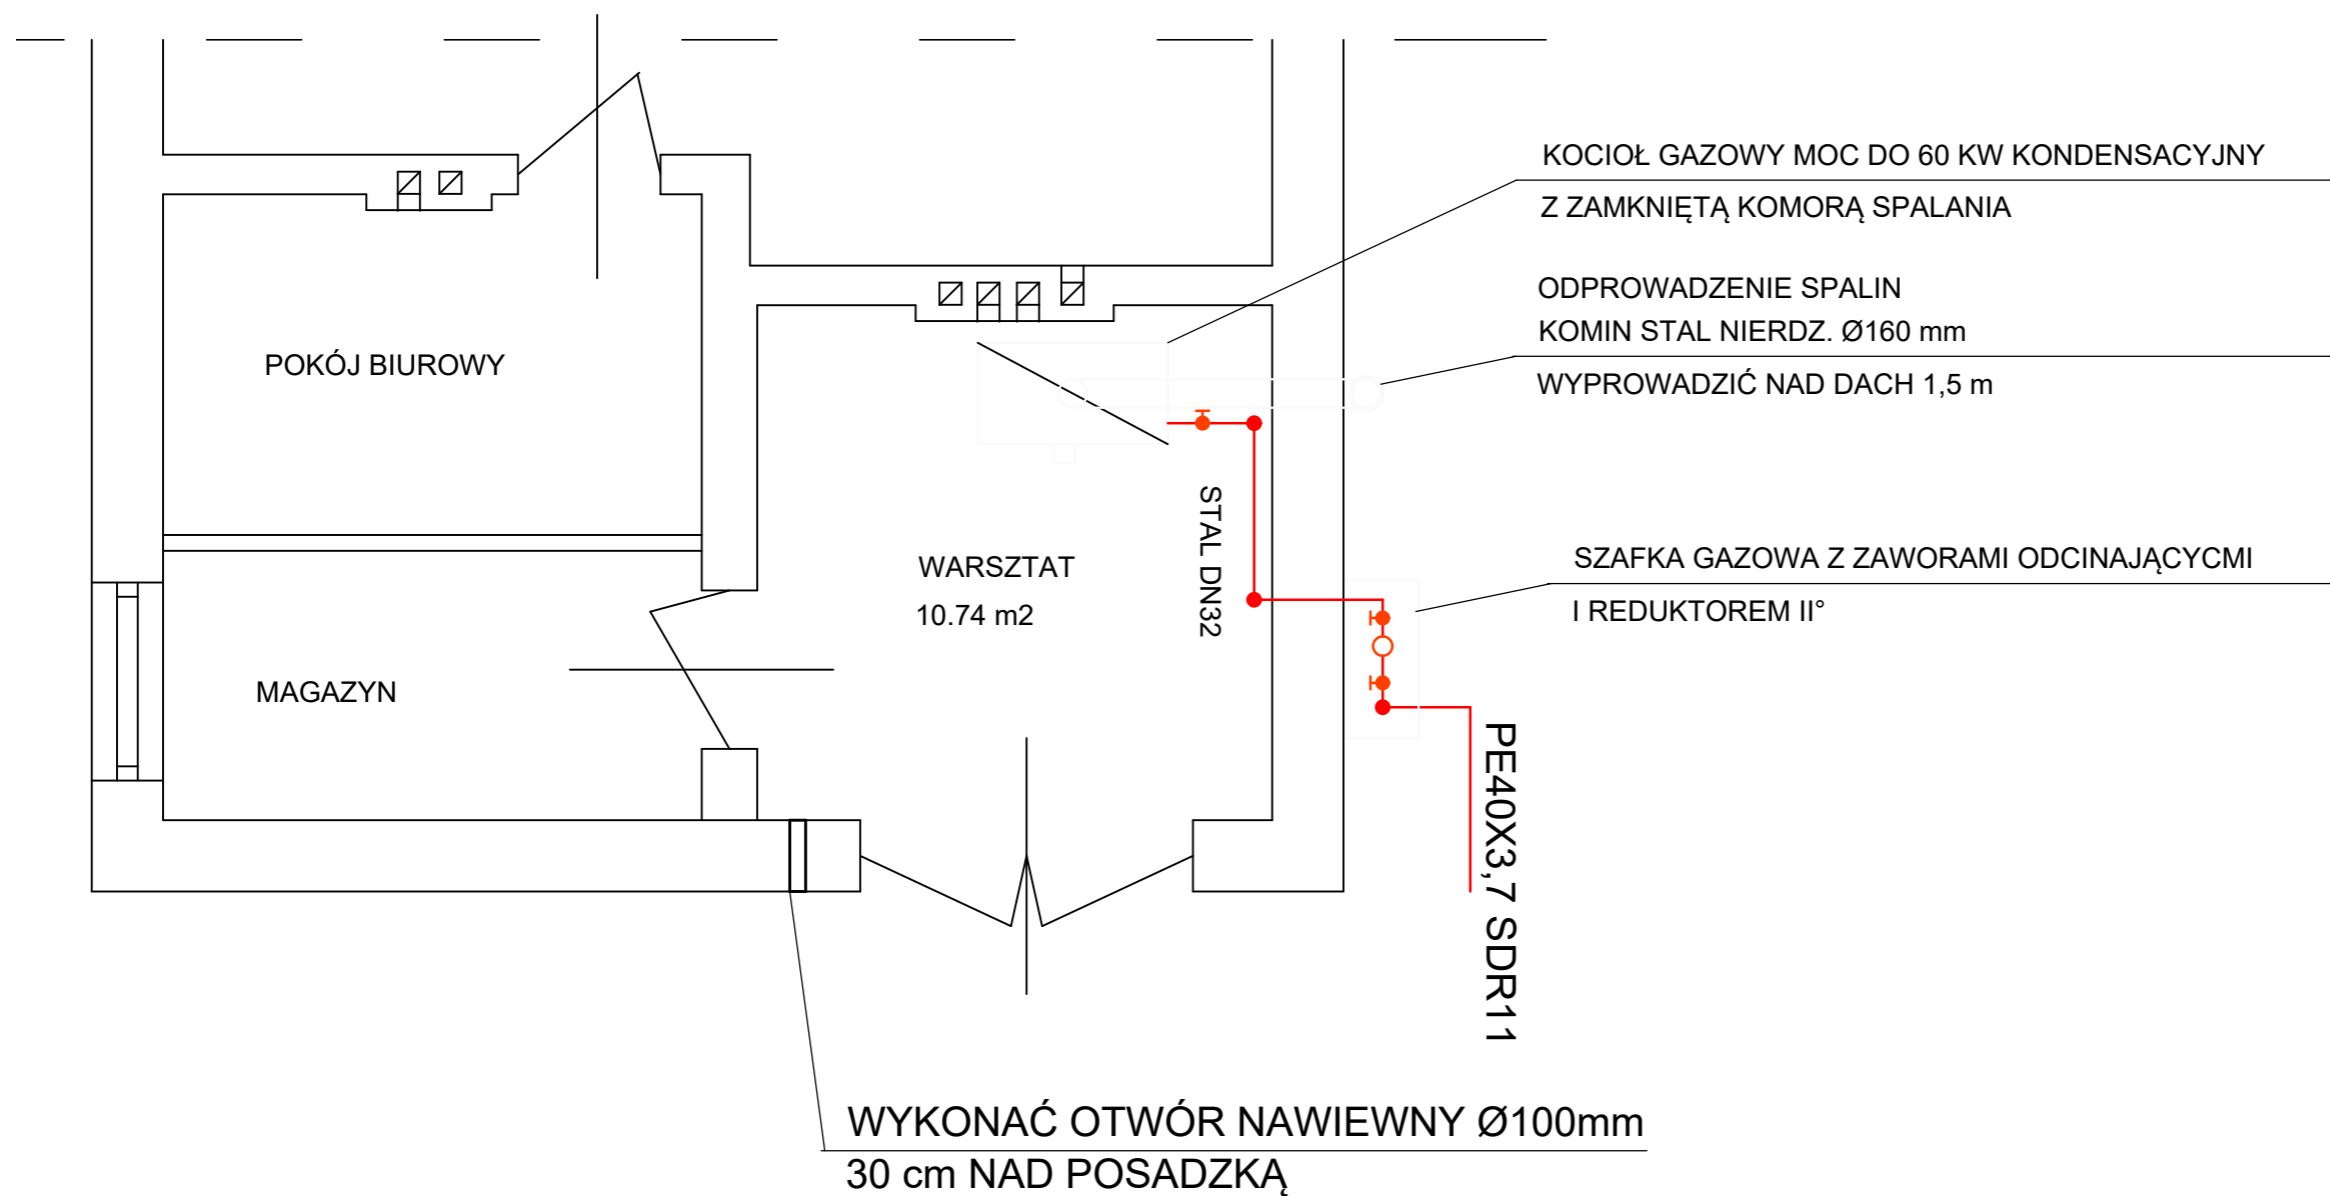 KOCIOŁ GAZOWY MOC DO 60 KW KONDENSACYJNY
Z ZAMKNIĘTĄ KOMORĄ SPALANIA
ODPROWADZENIE SPALIN
KOMIN STAL NIERDZ. Ø160 mm
WYPROWADZIĆ NAD DACH 1,5 m
POKÓJ BIUROWY
STAL DN32
WARSZTAT
10.74 m2
SZAFKA GAZOWA Z ZAWORAMI ODCINAJĄCYCMI
I REDUKTOREM II°
MAGAZYN
PE40X3,7 SDR11
WYKONAĆ OTWÓR NAWIEWNY Ø100mm
30 cm NAD POSADZKĄ